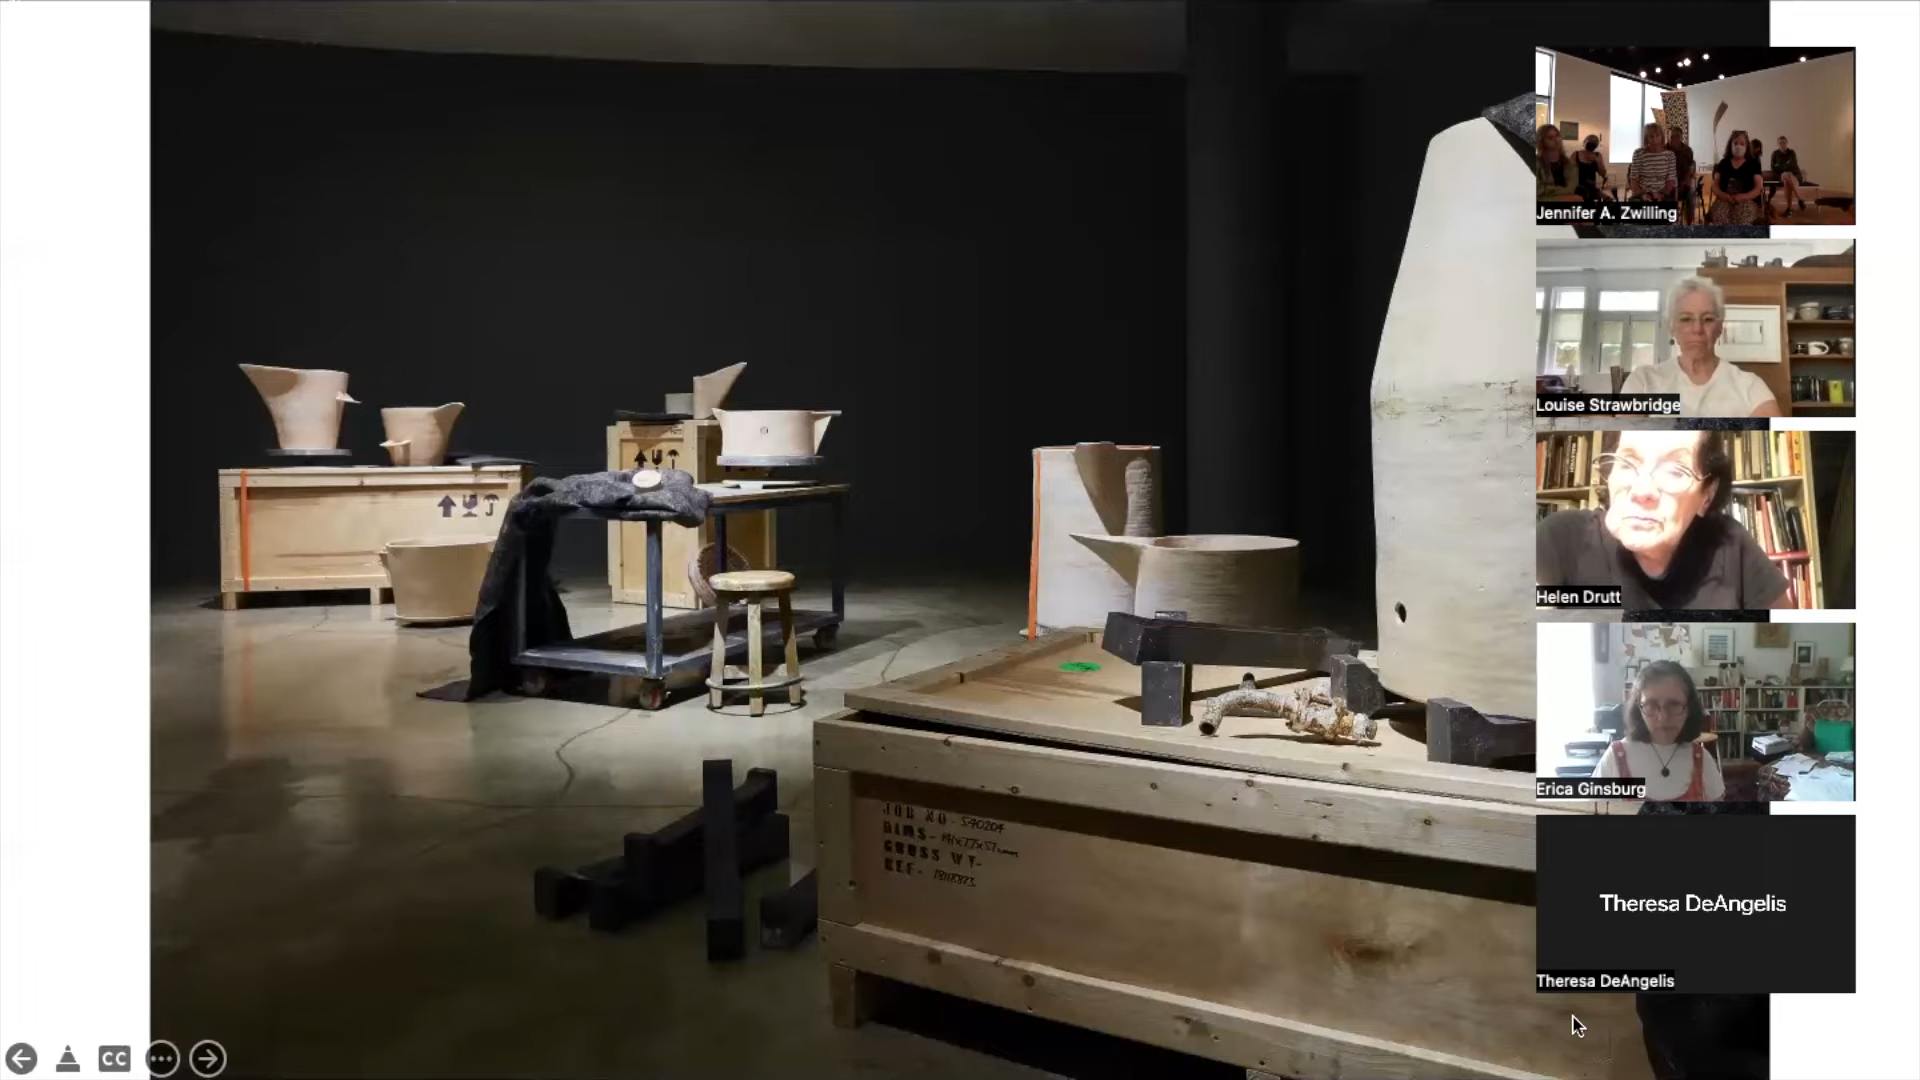 Jennifer A. Zwilling
Louise Strawbridge
Helen Drutt
Erica Ginsburg
Theresa DeAngelis
Theresa DeAngelis
JOB NO - 540204
DIMS -
GROSS WT-
REF -
CC